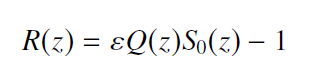 R(z) = εQ(z)S₀(z) − 1